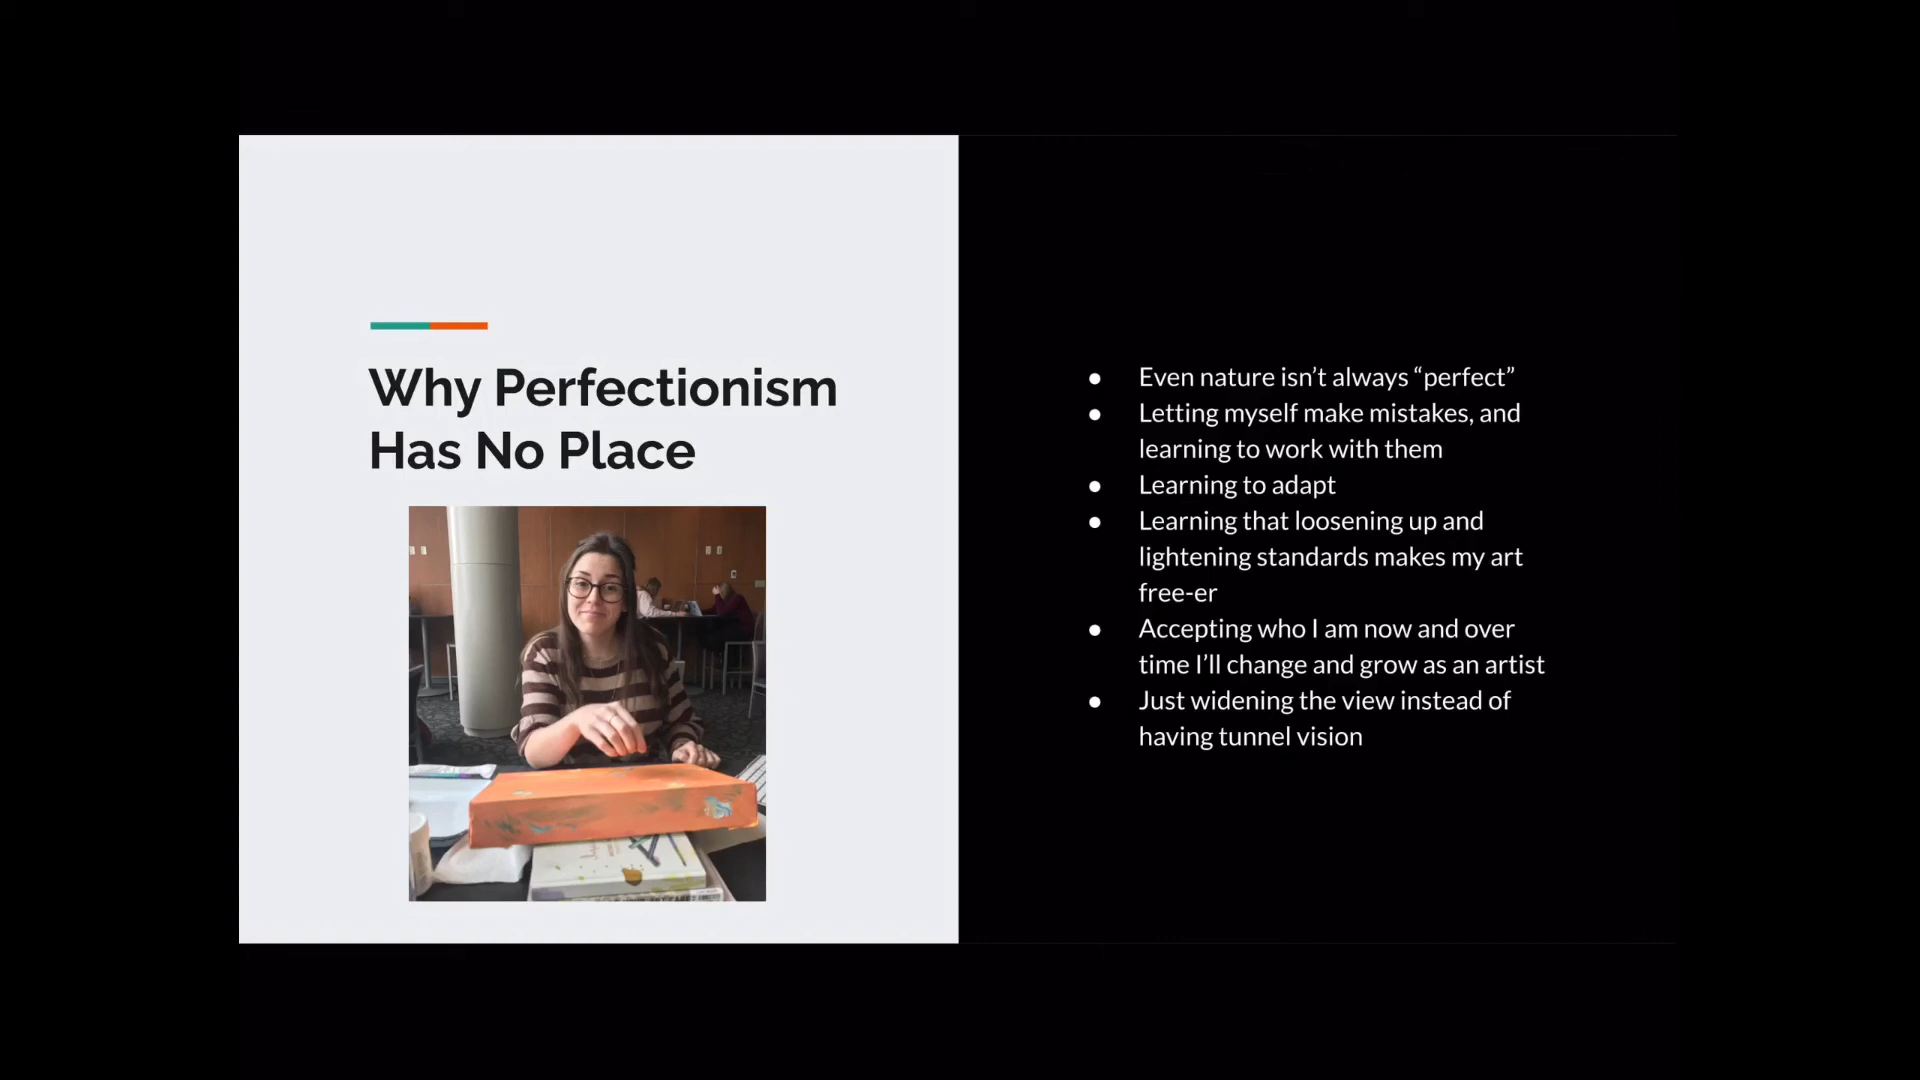 Why Perfectionism
Has No Place
● Even nature isn’t always “perfect”
● Letting myself make mistakes, and
learning to work with them
● Learning to adapt
● Learning that loosening up and
lightening standards makes my art
free-er
● Accepting who I am now and over
time I’ll change and grow as an artist
● Just widening the view instead of
having tunnel vision